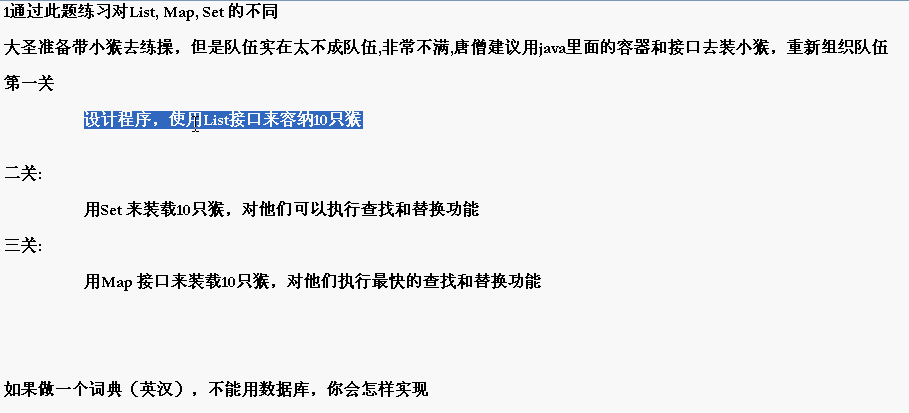 1通过此题练习对List, Map, Set 的不同
大圣准备带小猴去练操，但是队伍实在太不成队伍,非常不满,唐僧建议用java里面的容器和接口去装小猴，重新组织队伍
第一关
设计程序，使用List接口来容纳10只猴
二关:
用Set 来装载10只猴，对他们可以执行查找和替换功能
三关:
用Map 接口来装载10只猴，对他们执行最快的查找和替换功能
如果做一个词典（英汉），不能用数据库，你会怎样实现